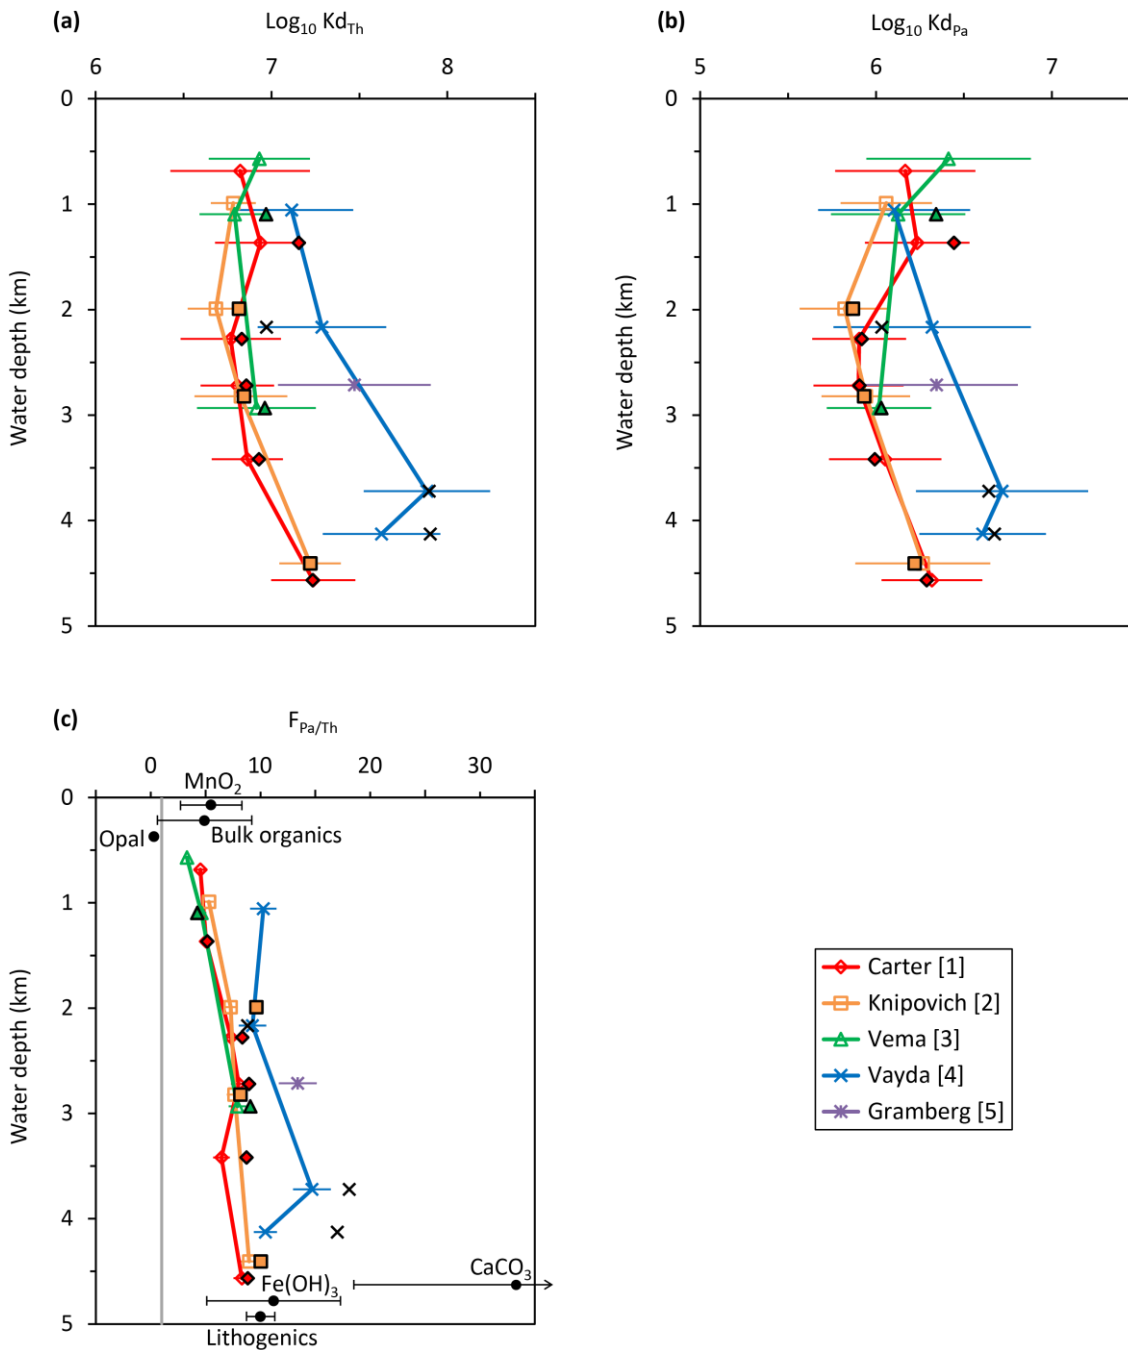 (a) Log₁₀ Kd_Th
6 7 8
0
1
2
3
4
5
Water depth (km)
(b) Log₁₀ Kd_Pa
5 6 7
0
1
2
3
4
5
Water depth (km)
(c) F_Pa/Th
0 10 20 30
MnO₂
Bulk organics
Opal
0
1
2
3
4
5
Water depth (km)
CaCO₃
Fe(OH)₃
Lithogenics
Carter [1]
Knipovich [2]
Vema [3]
Vayda [4]
Gramberg [5]